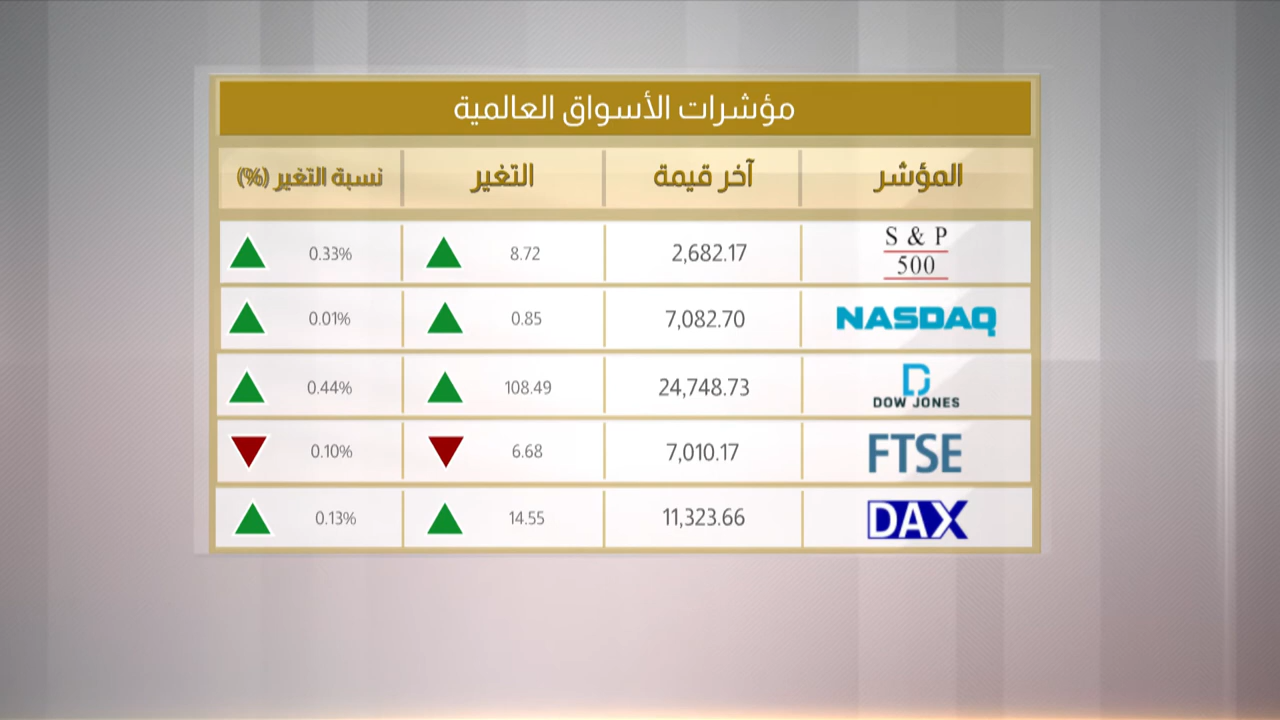 مؤشرات الأسواق العالمية
المؤشر آخر قيمة التغير نسبة التغير (%)
S & P
500 2,682.17 8.72 0.33%
NASDAQ 7,082.70 0.85 0.01%
DOW JONES 24,748.73 108.49 0.44%
FTSE 7,010.17 6.68 0.10%
DAX 11,323.66 14.55 0.13%